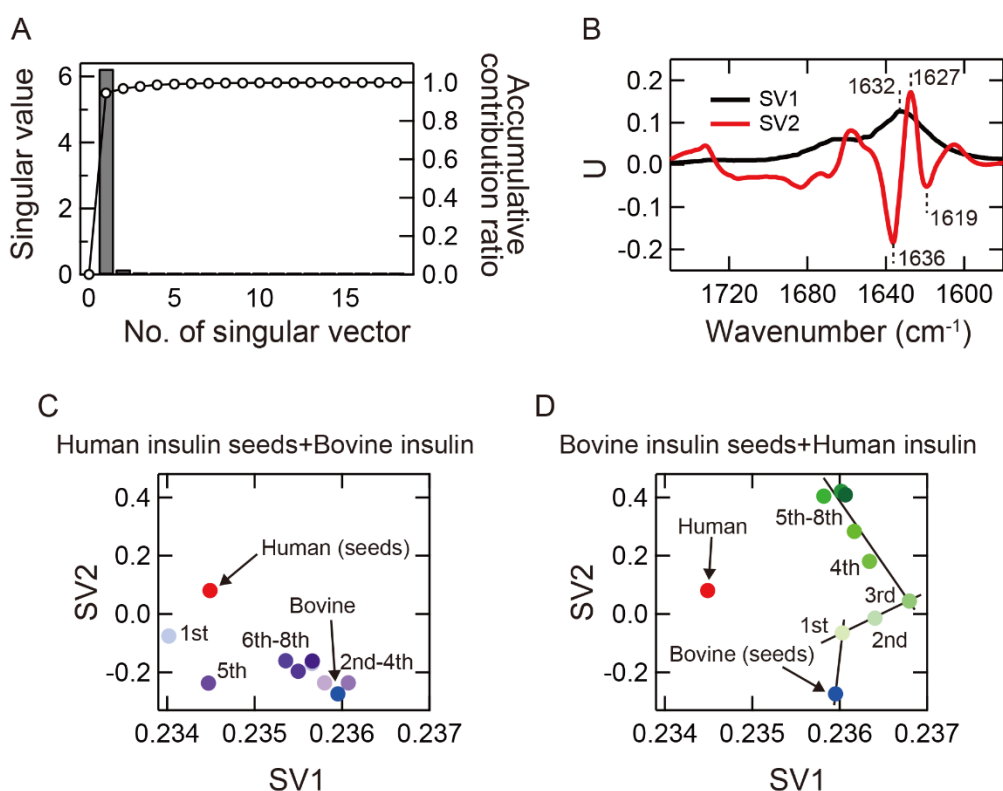 A
Singular value
6
4
2
0
1.0
0.8
0.6
0.4
0.2
0.0
Accumulative
contribution ratio
0
5
10
15
No. of singular vector
B
U
0.2
0.1
0.0
-0.1
-0.2
SV1
SV2
1632
1627
1619
1636
1720
1680
1640
1600
Wavenumber (cm⁻¹)
C
Human insulin seeds+Bovine insulin
SV2
0.4
0.2
0.0
-0.2
Human (seeds)
1st
Bovine
6th-8th
5th
2nd-4th
0.234
0.235
0.236
0.237
SV1
D
Bovine insulin seeds+Human insulin
SV2
0.4
0.2
0.0
-0.2
Human
5th-8th
4th
3rd
1st
2nd
Bovine (seeds)
0.234
0.235
0.236
0.237
SV1